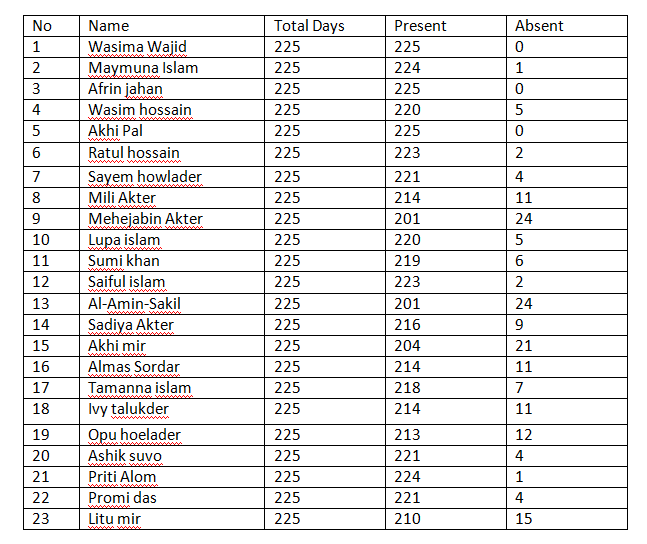 No Name Total Days Present Absent
1 Wasima Wajid 225 225 0
2 Maymuna Islam 225 224 1
3 Afrin jahan 225 225 0
4 Wasim hossain 225 220 5
5 Akhi Pal 225 225 0
6 Ratul hossain 225 223 2
7 Sayem howlader 225 221 4
8 Mili Akter 225 214 11
9 Mehejabin Akter 225 201 24
10 Lupa islam 225 220 5
11 Sumi khan 225 219 6
12 Saiful islam 225 223 2
13 Al-Amin-Sakil 225 201 24
14 Sadiya Akter 225 216 9
15 Akhi mir 225 204 21
16 Almas Sordar 225 214 11
17 Tamanna islam 225 218 7
18 Ivy talukder 225 214 11
19 Opu hoelader 225 213 12
20 Ashik suvo 225 221 4
21 Priti Alom 225 224 1
22 Promi das 225 221 4
23 Litu mir 225 210 15